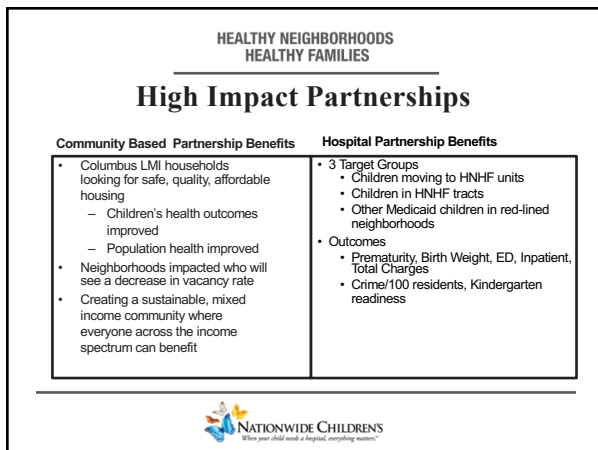 HEALTHY NEIGHBORHOODS
HEALTHY FAMILIES
High Impact Partnerships
Community Based Partnership Benefits
• Columbus LMI households
looking for safe, quality, affordable
housing
– Children's health outcomes
improved
– Population health improved
• Neighborhoods impacted who will
see a decrease in vacancy rate
• Creating a sustainable, mixed
income community where
everyone across the income
spectrum can benefit
Hospital Partnership Benefits
• 3 Target Groups
• Children moving to HNHF units
• Children in HNHF tracts
• Other Medicaid children in red-lined
neighborhoods
• Outcomes
• Prematurity, Birth Weight, ED, Inpatient,
Total Charges
• Crime/100 residents, Kindergarten
readiness
NATIONWIDE CHILDREN'S
When your child needs a hospital, everything matters.